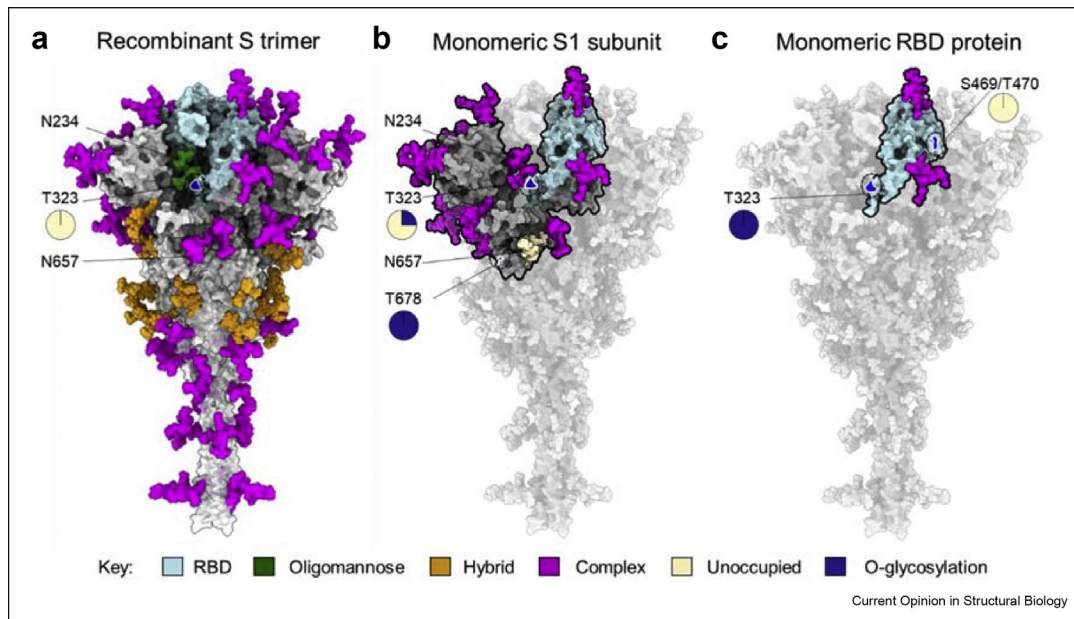 a Recombinant S trimer
N234
T323
N657
b Monomeric S1 subunit
N234
T323
N657
T678
c Monomeric RBD protein
S469/T470
T323
Key: RBD Oligomannose Hybrid Complex Unoccupied O-glycosylation
Current Opinion in Structural Biology